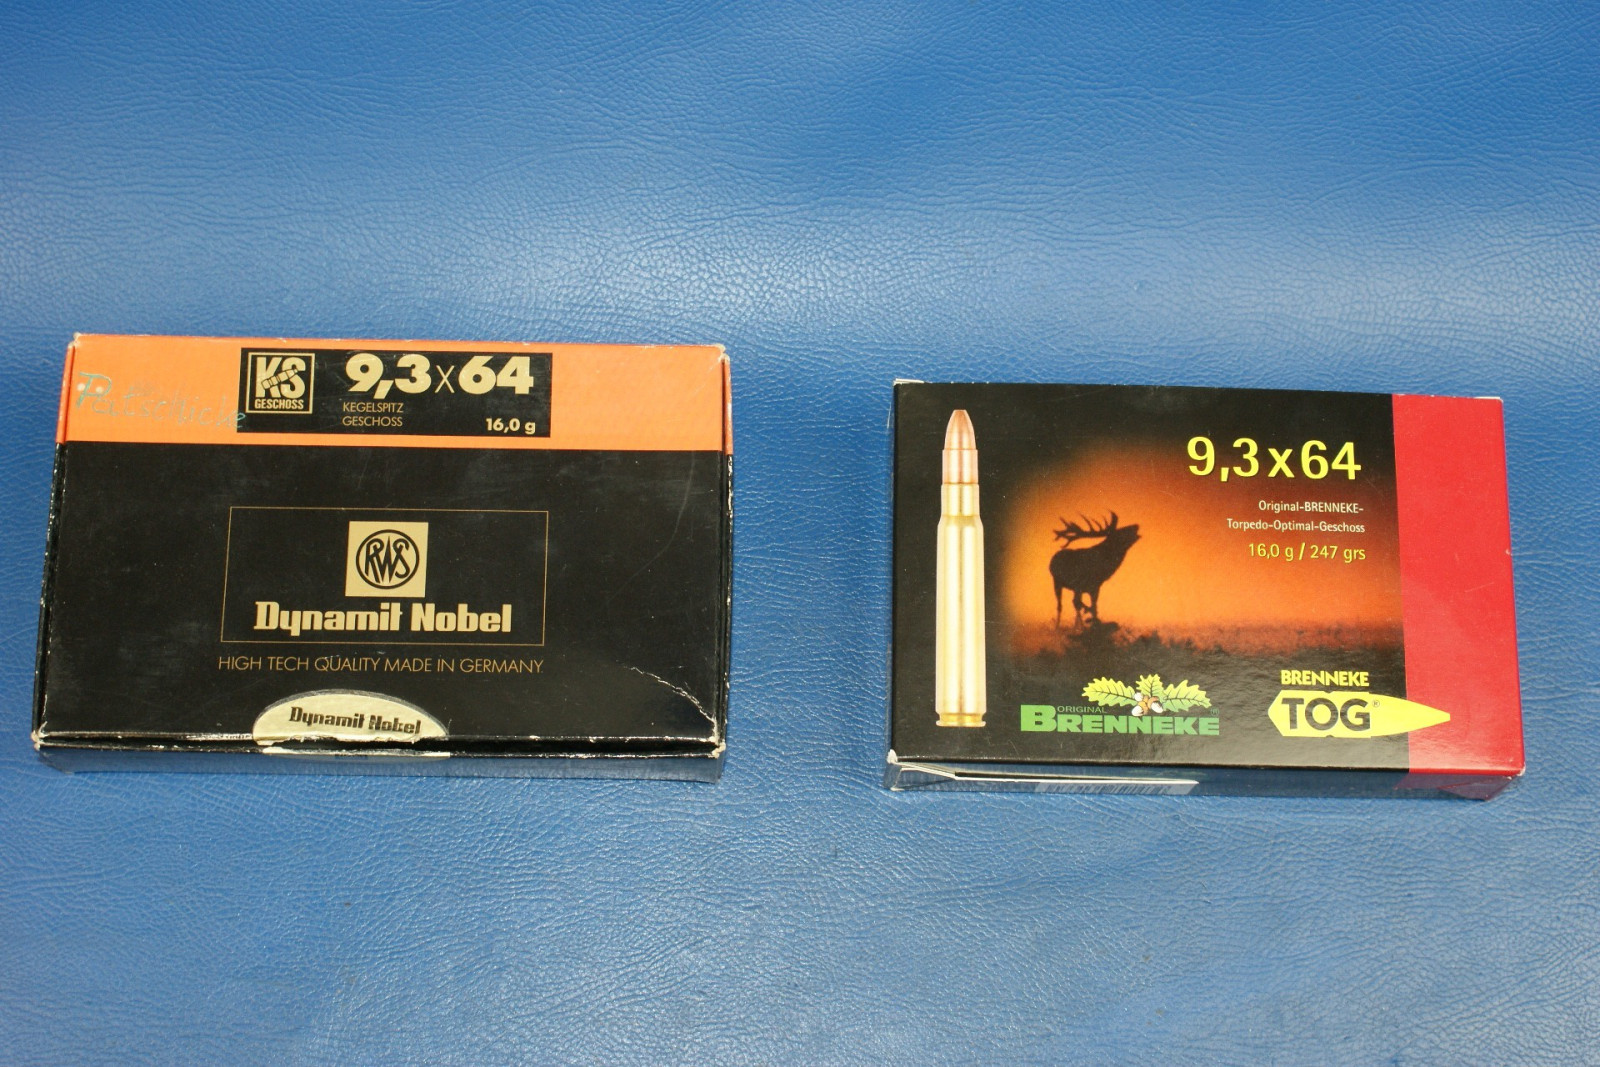 KS
GESCHOSS
9,3x64
KEGELSPITZ
GESCHOSS
16,0 g
Patschicke
RWS
Dynamit Nobel
HIGH TECH QUALITY MADE IN GERMANY
Dynamit Nobel
9,3x64
Original-BRENNEKE-
Torpedo-Optimal-Geschoss
16,0 g / 247 grs
ORIGINAL
BRENNEKE
BRENNEKE
TOG®